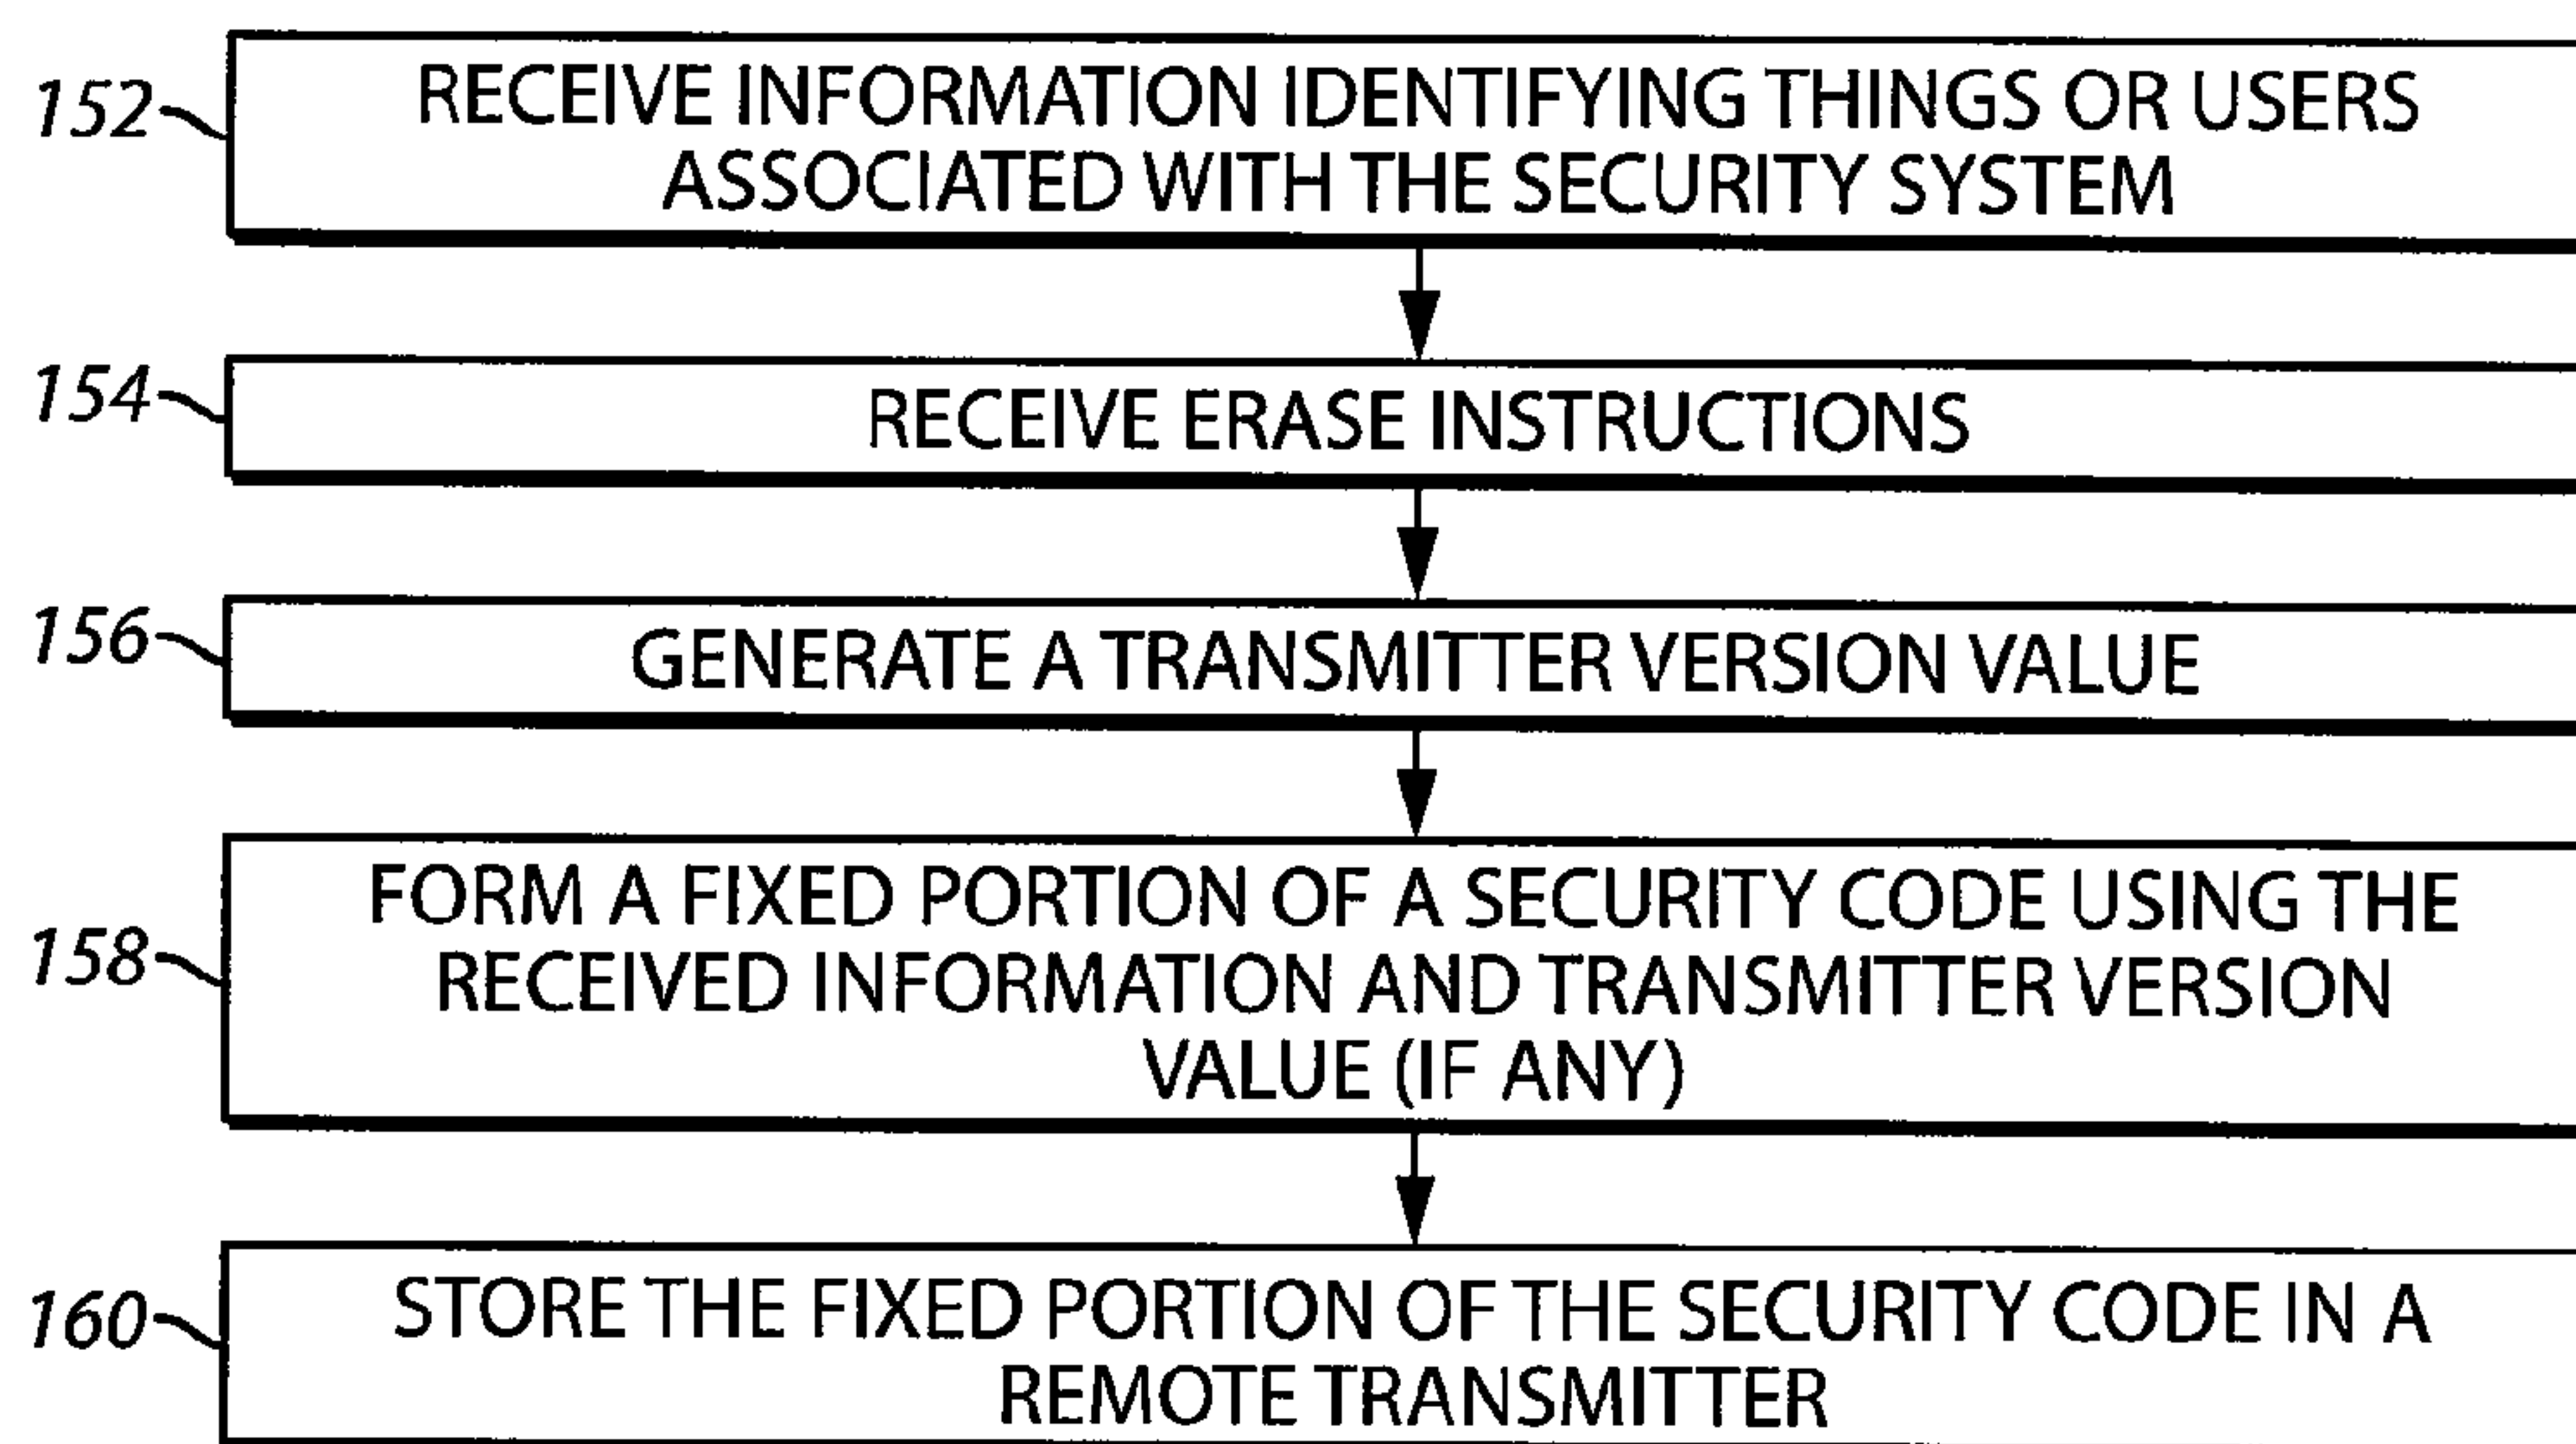 152
RECEIVE INFORMATION IDENTIFYING THINGS OR USERS
ASSOCIATED WITH THE SECURITY SYSTEM
154
RECEIVE ERASE INSTRUCTIONS
156
GENERATE A TRANSMITTER VERSION VALUE
158
FORM A FIXED PORTION OF A SECURITY CODE USING THE
RECEIVED INFORMATION AND TRANSMITTER VERSION
VALUE (IF ANY)
160
STORE THE FIXED PORTION OF THE SECURITY CODE IN A
REMOTE TRANSMITTER